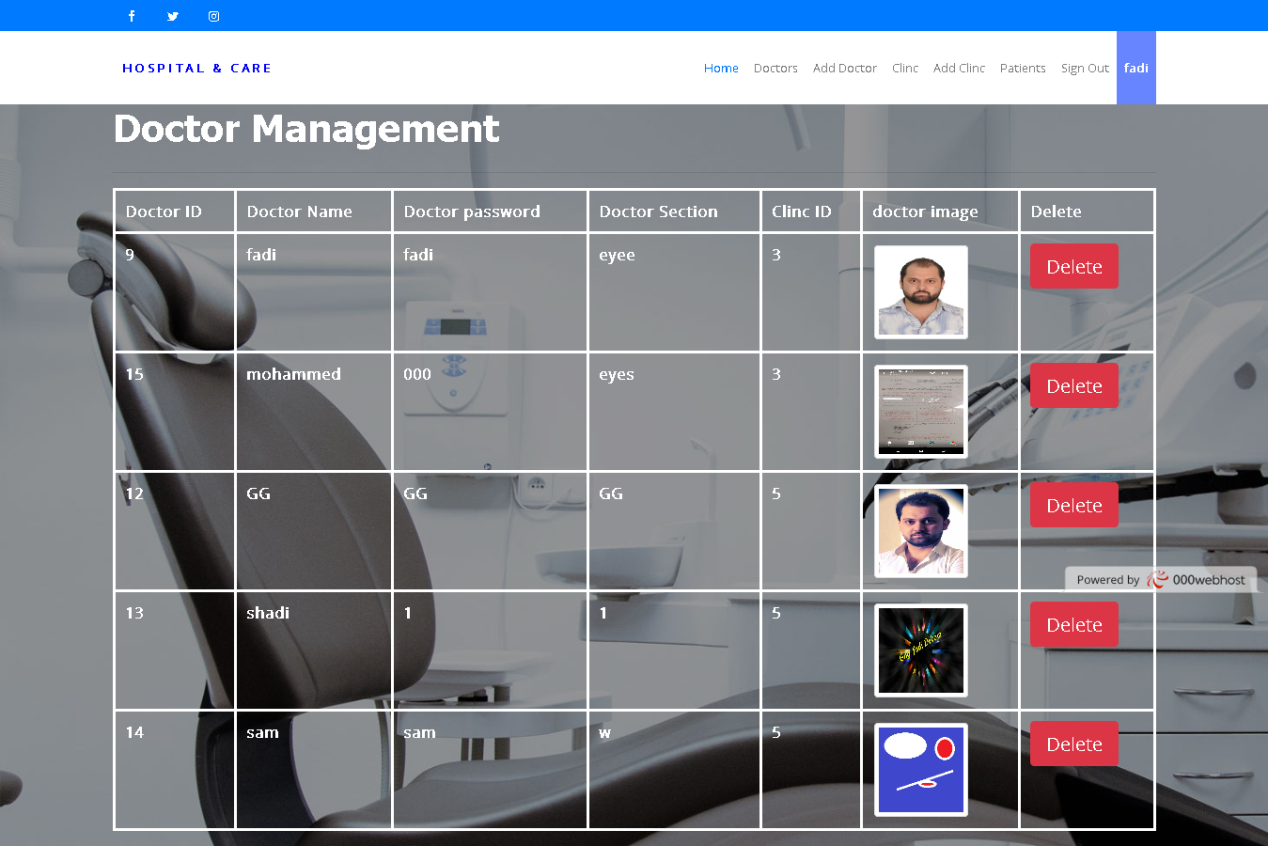 HOSPITAL & CARE
Home Doctors Add Doctor Clinc Add Clinc Patients Sign Out fadi
Doctor Management
Doctor ID Doctor Name Doctor password Doctor Section Clinc ID doctor image Delete
9 fadi fadi eyee 3 Delete
15 mohammed 000 eyes 3 Delete
12 GG GG GG 5 Delete
Powered by 000webhost
13 shadi 1 1 5 Delete
14 sam sam w 5 Delete